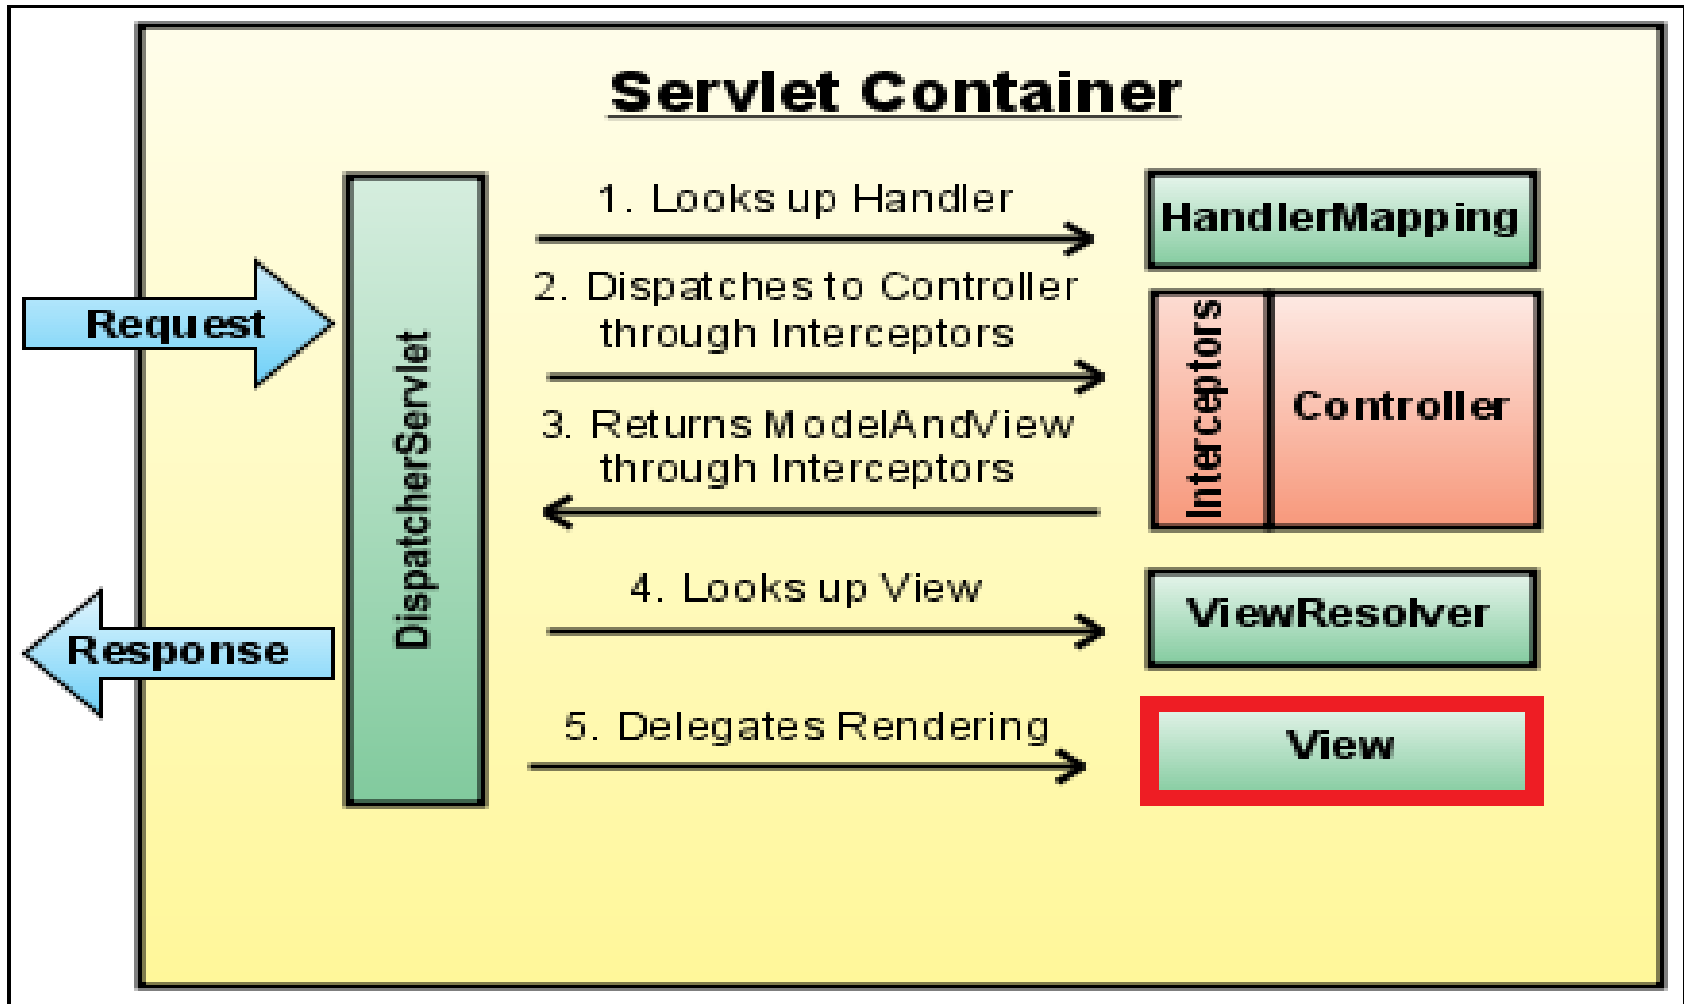 Servlet Container
Request
Response
DispatcherServlet
1. Looks up Handler
HandlerMapping
2. Dispatches to Controller
through Interceptors
Interceptors
Controller
3. Returns ModelAndView
through Interceptors
4. Looks up View
ViewResolver
5. Delegates Rendering
View